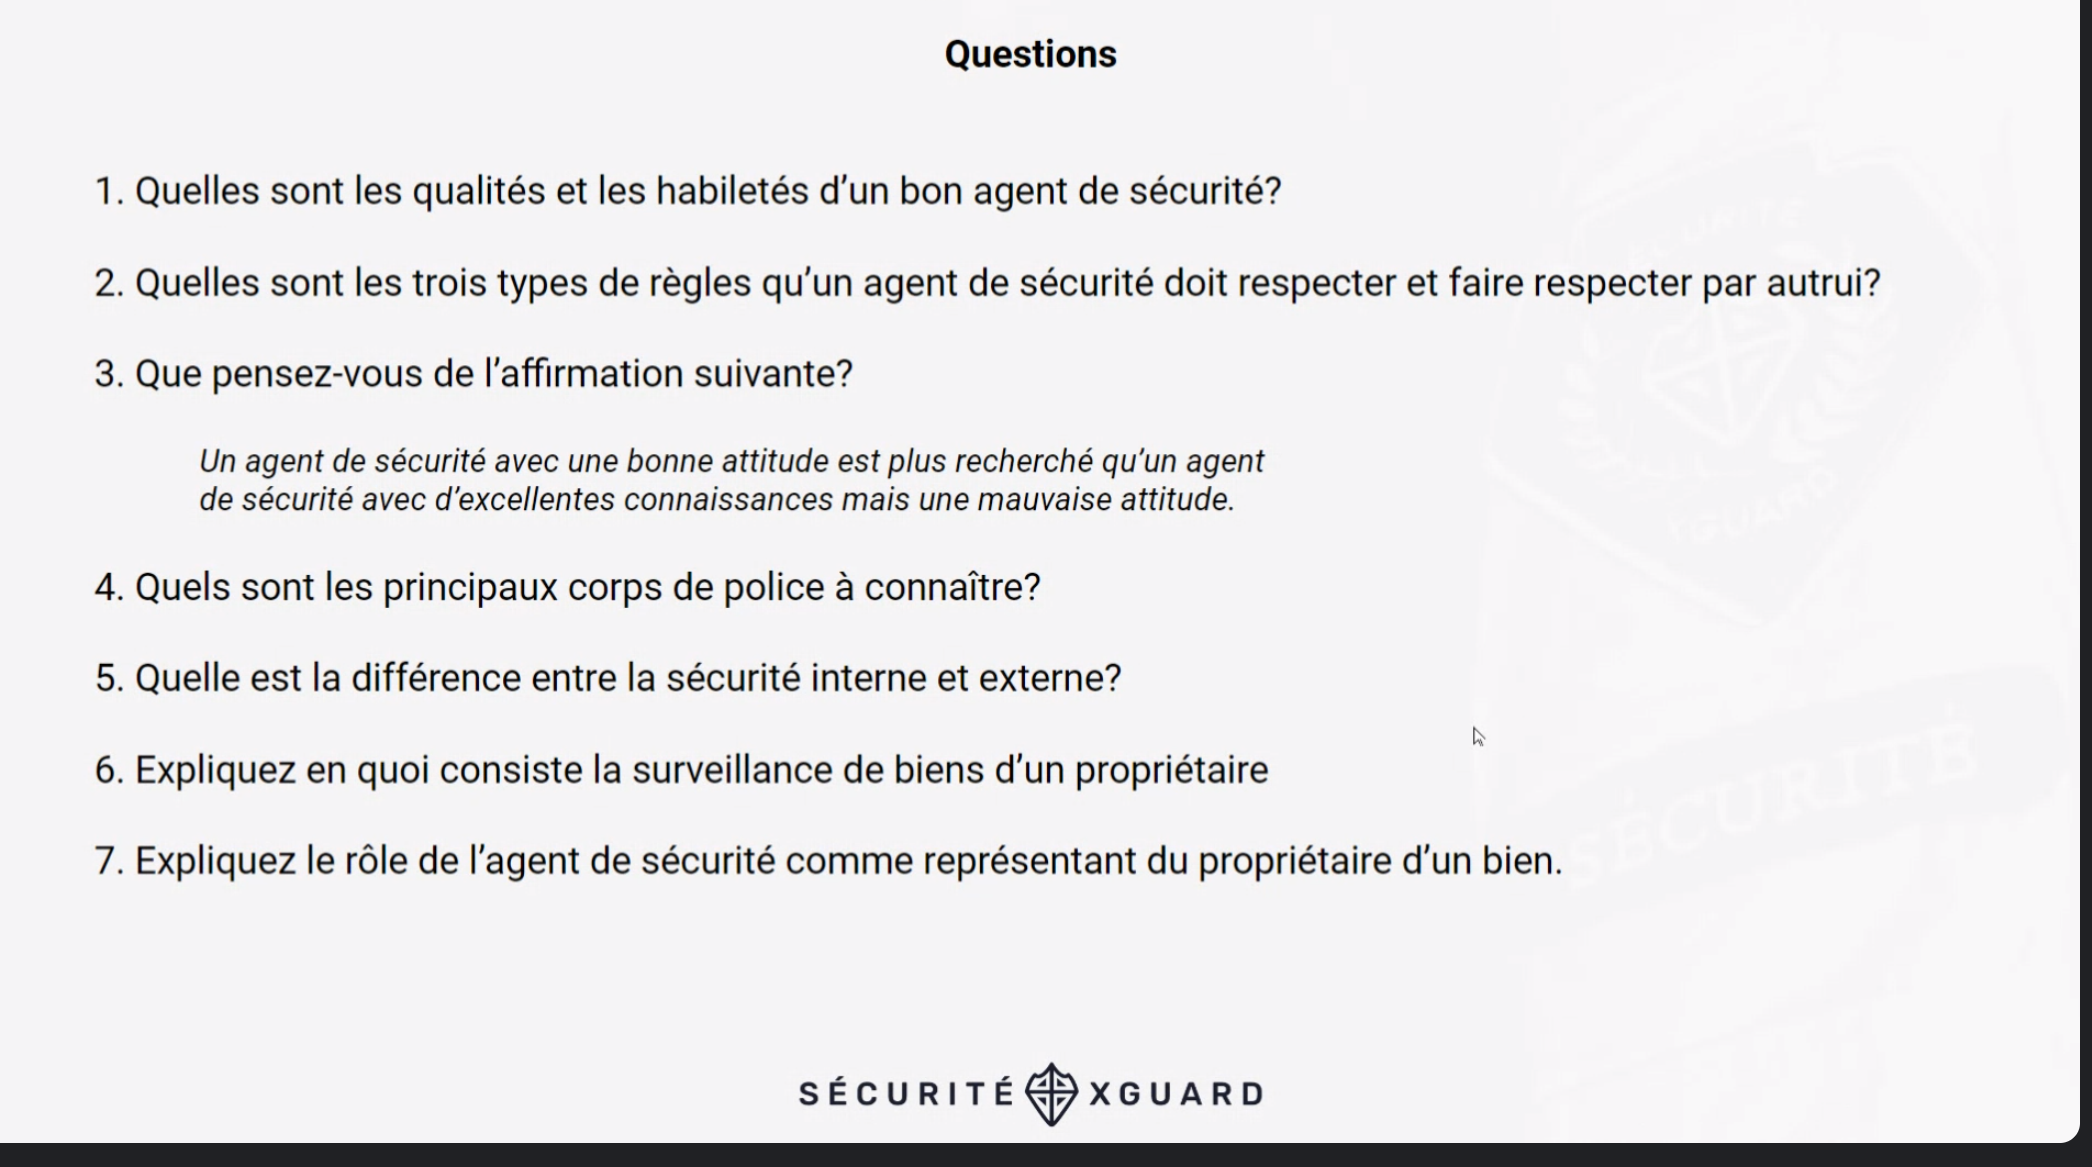 Questions
1. Quelles sont les qualités et les habiletés d’un bon agent de sécurité?
2. Quelles sont les trois types de règles qu’un agent de sécurité doit respecter et faire respecter par autrui?
3. Que pensez-vous de l’affirmation suivante?
Un agent de sécurité avec une bonne attitude est plus recherché qu’un agent
de sécurité avec d’excellentes connaissances mais une mauvaise attitude.
4. Quels sont les principaux corps de police à connaître?
5. Quelle est la différence entre la sécurité interne et externe?
6. Expliquez en quoi consiste la surveillance de biens d’un propriétaire
7. Expliquez le rôle de l’agent de sécurité comme représentant du propriétaire d’un bien.
SÉCURITÉ XGUARD
SÉCURITÉ
XGUARD
SÉCURITÉ